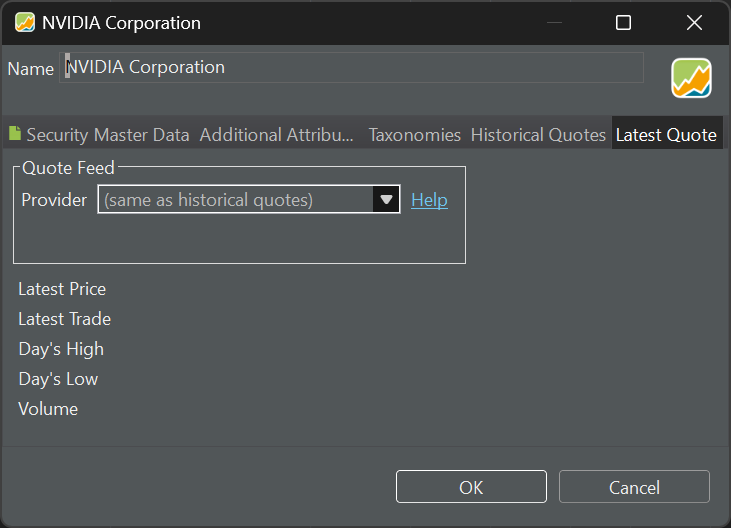 NVIDIA Corporation
Name NVIDIA Corporation
Security Master Data Additional Attribu... Taxonomies Historical Quotes Latest Quote
Quote Feed
Provider (same as historical quotes) Help
Latest Price
Latest Trade
Day's High
Day's Low
Volume
OK Cancel